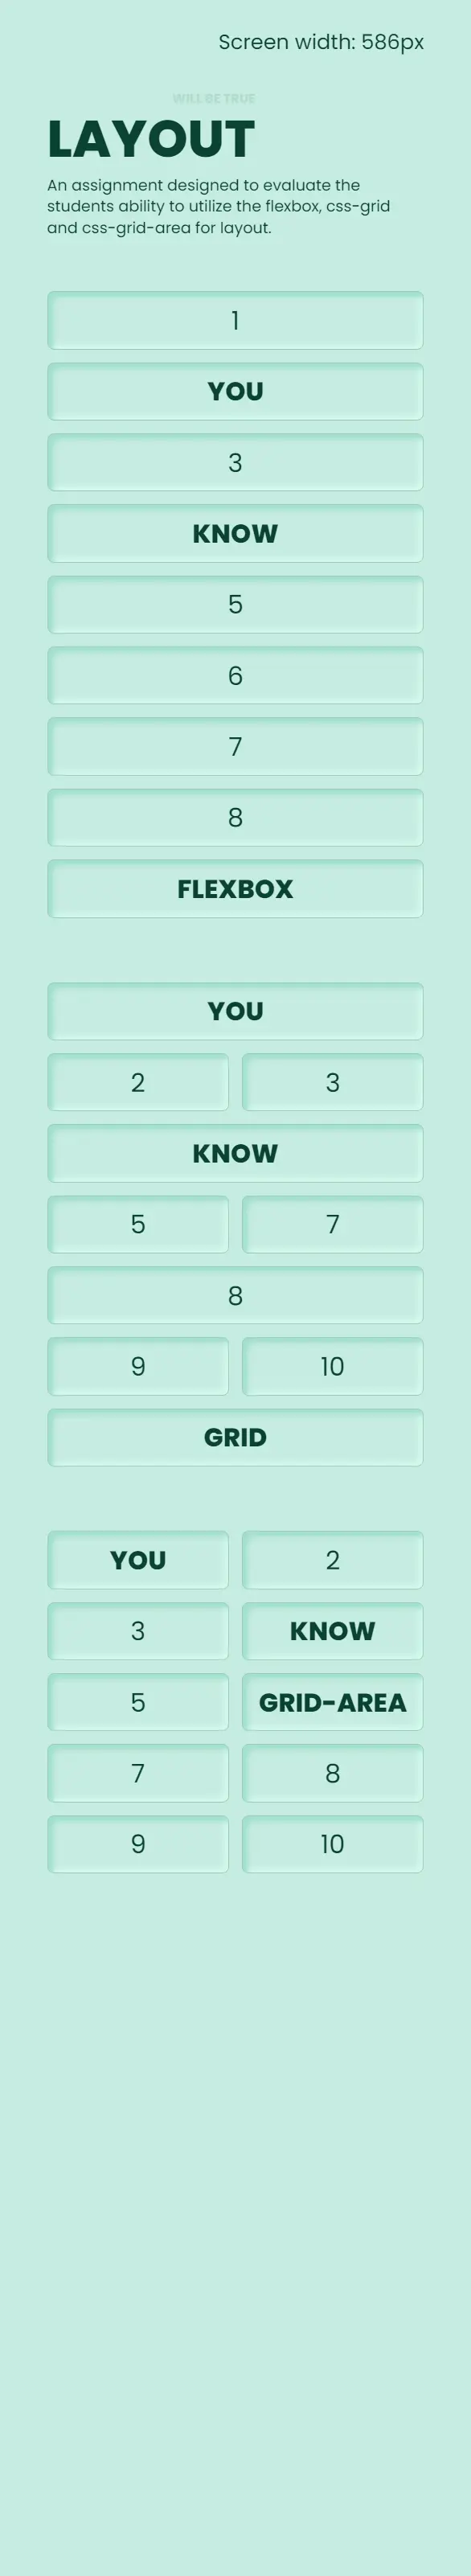 Screen width: 586px
WILL BE TRUE
LAYOUT
An assignment designed to evaluate the
students ability to utilize the flexbox, css-grid
and css-grid-area for layout.
1
YOU
3
KNOW
5
6
7
8
FLEXBOX
YOU
2 3
KNOW
5 7
8
9 10
GRID
YOU 2
3 KNOW
5 GRID-AREA
7 8
9 10